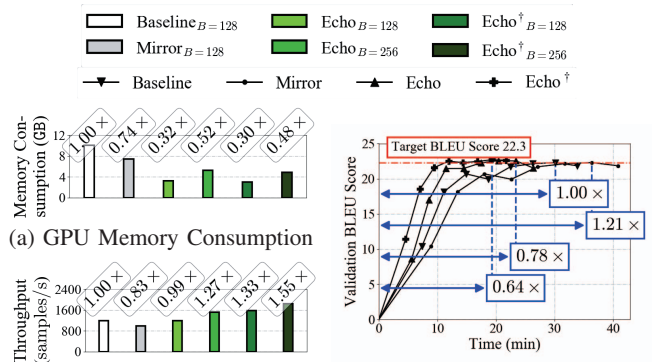 Baseline B=128
Echo B=128
Echo† B=128
Mirror B=128
Echo B=256
Echo† B=256
Baseline
Mirror
Echo
Echo†
Memory Con-
sumption (GB)
12
8
4
0
1.00 ×
0.74 ×
0.32 ×
0.52 ×
0.30 ×
0.48 ×
(a) GPU Memory Consumption
Throughput
(samples/s)
2400
1600
800
0
1.00 ×
0.83 ×
0.99 ×
1.27 ×
1.33 ×
1.55 ×
Validation BLEU Score
25
20
15
10
5
0
Target BLEU Score 22.3
1.00 ×
1.21 ×
0.78 ×
0.64 ×
0
10
20
30
40
Time (min)